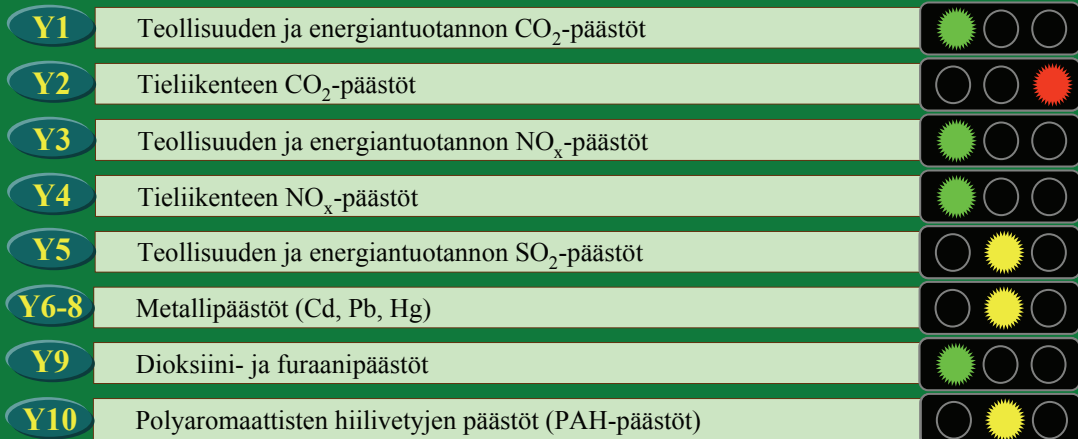 Y1 Teollisuuden ja energiantuotannon CO₂-päästöt
Y2 Tieliikenteen CO₂-päästöt
Y3 Teollisuuden ja energiantuotannon NOₓ-päästöt
Y4 Tieliikenteen NOₓ-päästöt
Y5 Teollisuuden ja energiantuotannon SO₂-päästöt
Y6-8 Metallipäästöt (Cd, Pb, Hg)
Y9 Dioksiini- ja furaanipäästöt
Y10 Polyaromaattisten hiilivetyjen päästöt (PAH-päästöt)